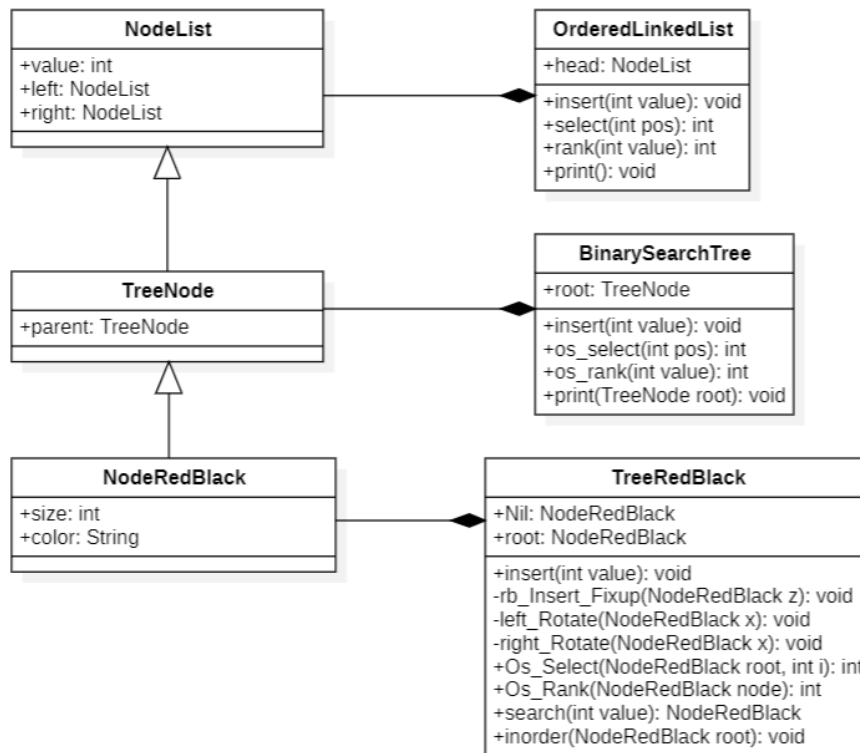 NodeList
+value: int
+left: NodeList
+right: NodeList
OrderedLinkedList
+head: NodeList
+insert(int value): void
+select(int pos): int
+rank(int value): int
+print(): void
TreeNode
+parent: TreeNode
BinarySearchTree
+root: TreeNode
+insert(int value): void
+os_select(int pos): int
+os_rank(int value): int
+print(TreeNode root): void
NodeRedBlack
+size: int
+color: String
TreeRedBlack
+Nil: NodeRedBlack
+root: NodeRedBlack
+insert(int value): void
-rb_Insert_Fixup(NodeRedBlack z): void
-left_Rotate(NodeRedBlack x): void
-right_Rotate(NodeRedBlack x): void
+Os_Select(NodeRedBlack root, int i): int
+Os_Rank(NodeRedBlack node): int
+search(int value): NodeRedBlack
+inorder(NodeRedBlack root): void